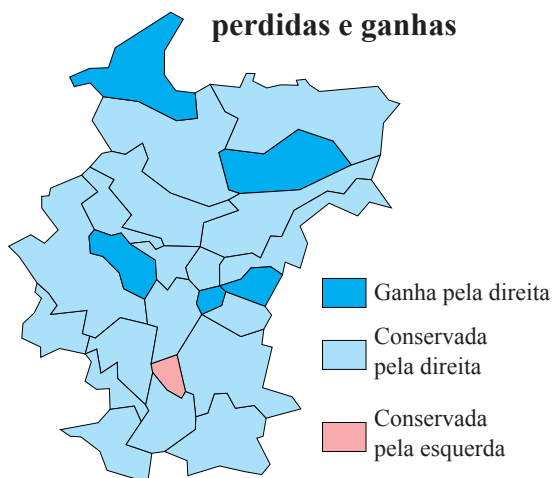 perdidas e ganhas
Ganha pela direita
Conservada
pela direita
Conservada
pela esquerda